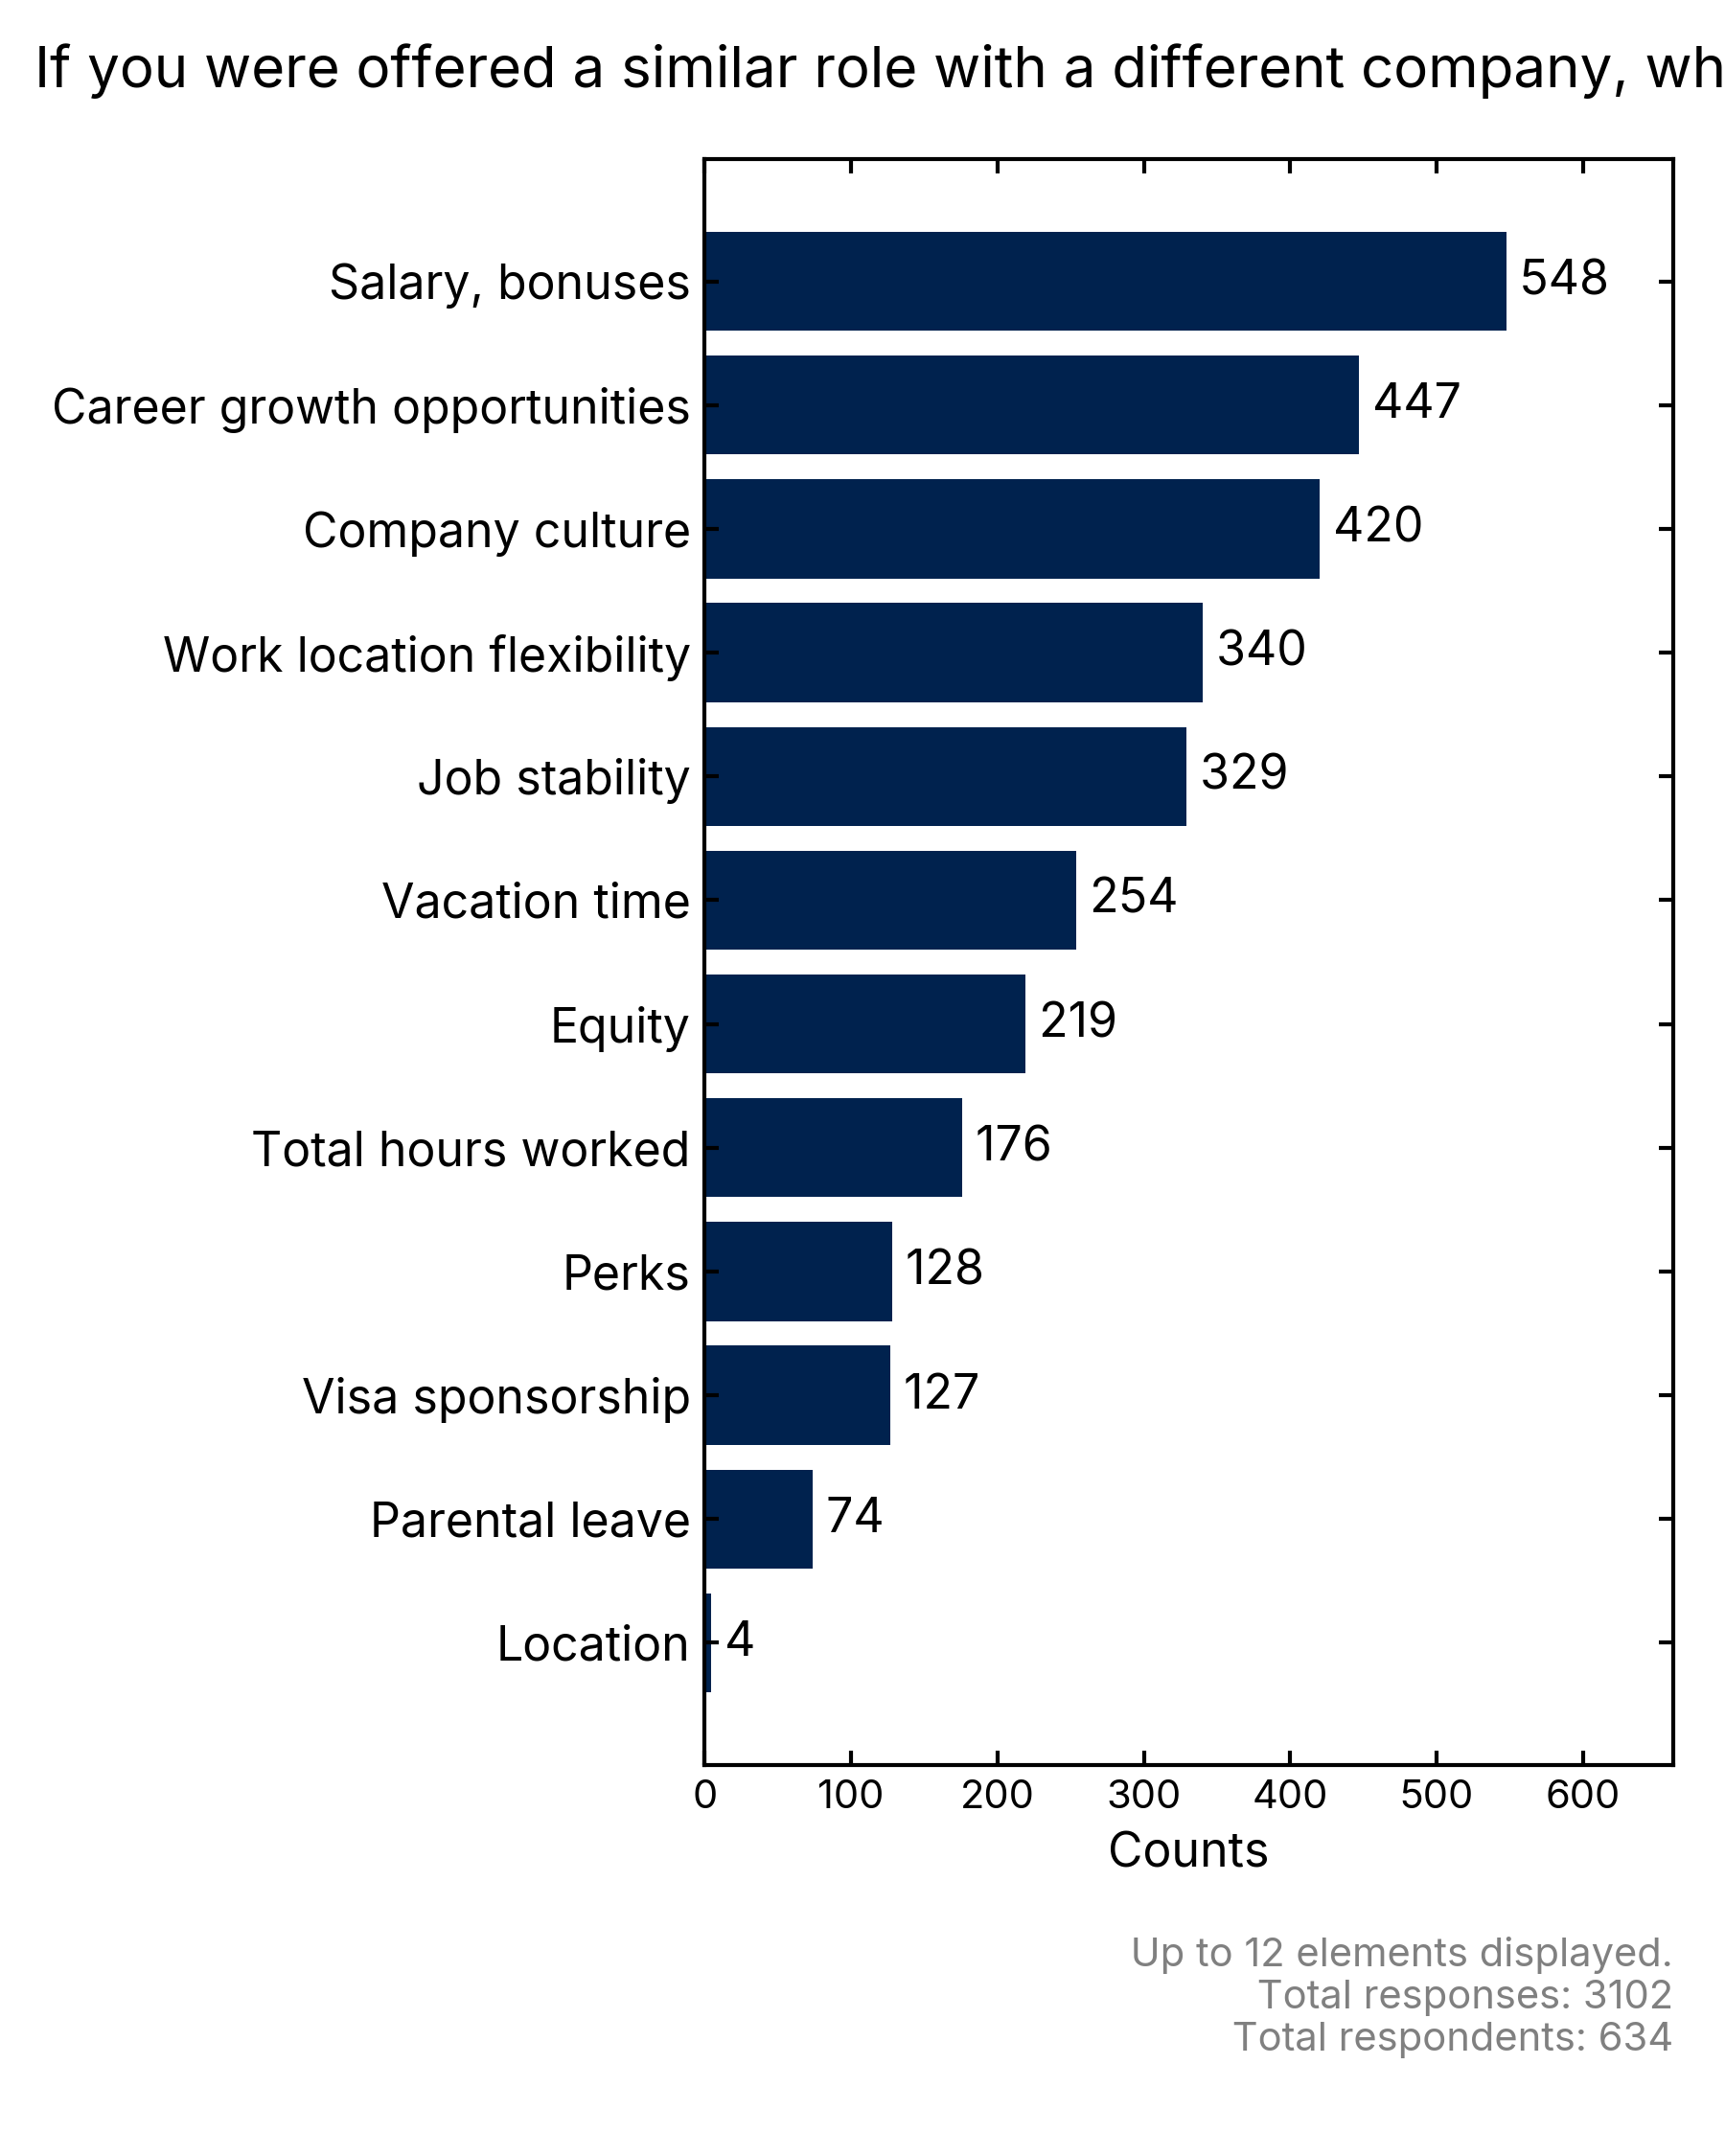 If you were offered a similar role with a different company, wh
Salary, bonuses 548
Career growth opportunities 447
Company culture 420
Work location flexibility 340
Job stability 329
Vacation time 254
Equity 219
Total hours worked 176
Perks 128
Visa sponsorship 127
Parental leave 74
Location 4
0 100 200 300 400 500 600
Counts
Up to 12 elements displayed.
Total responses: 3102
Total respondents: 634